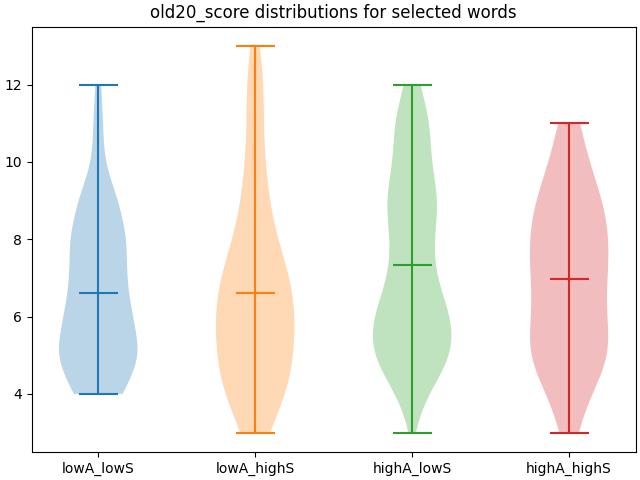 old20_score distributions for selected words
12
10
8
6
4
lowA_lowS
lowA_highS
highA_lowS
highA_highS